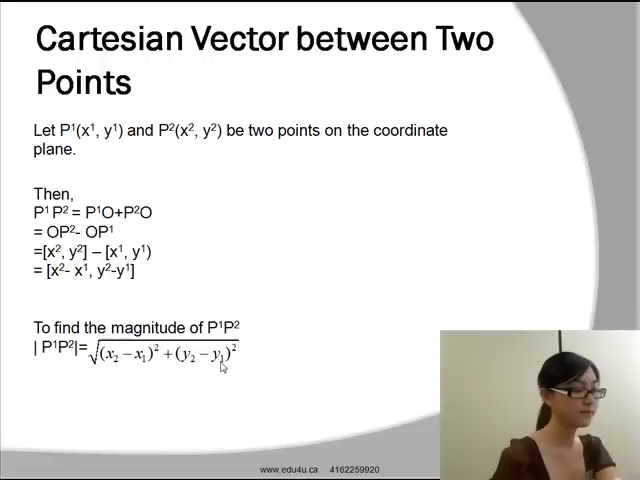 Cartesian Vector between Two
Points
Let P¹(x¹, y¹) and P²(x², y²) be two points on the coordinate
plane.
Then,
P¹ P² = P¹O+P²O
= OP²- OP¹
=[x², y²] – [x¹, y¹)
= [x²- x¹, y²-y¹]
To find the magnitude of P¹P²
| P¹P²|= √(x₂ − x₁)² + (y₂ − y₁)²
www.edu4u.ca 4162259920